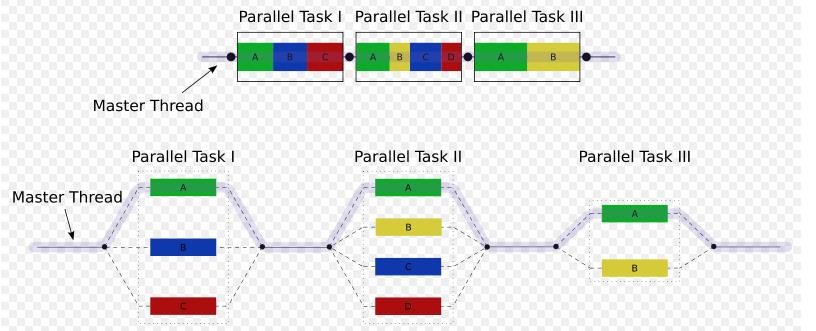 Parallel Task I Parallel Task II Parallel Task III
A B C A B C D A B
Master Thread
Parallel Task I Parallel Task II Parallel Task III
Master Thread
A A
A
B
B
B
C
C
D